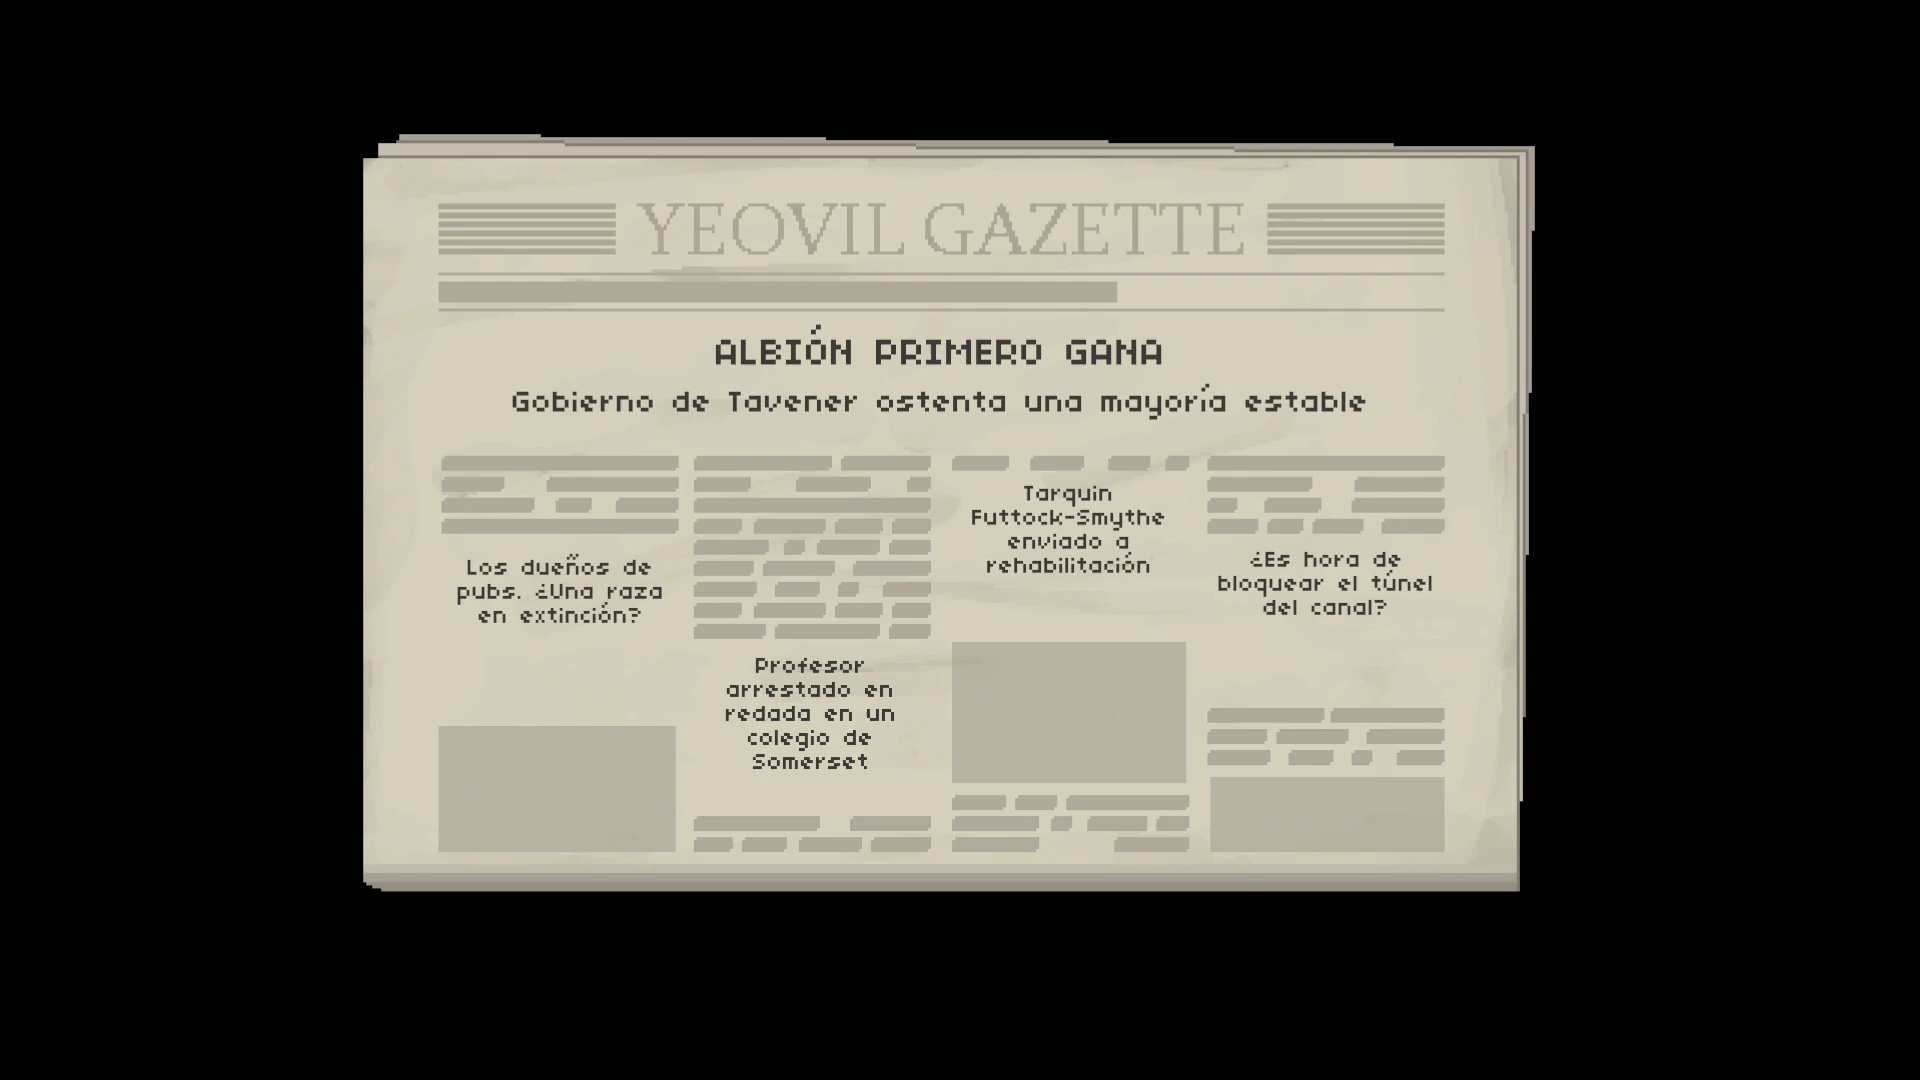 YEOVIL GAZETTE
ALBIÓN PRIMERO GANA
Gobierno de Tavener ostenta una mayoría estable
Los dueños de
pubs. ¿Una raza
en extinción?
Profesor
arrestado en
redada en un
colegio de
Somerset
Tarquin
Futtock-Smythe
enviado a
rehabilitación
¿Es hora de
bloquear el túnel
del canal?